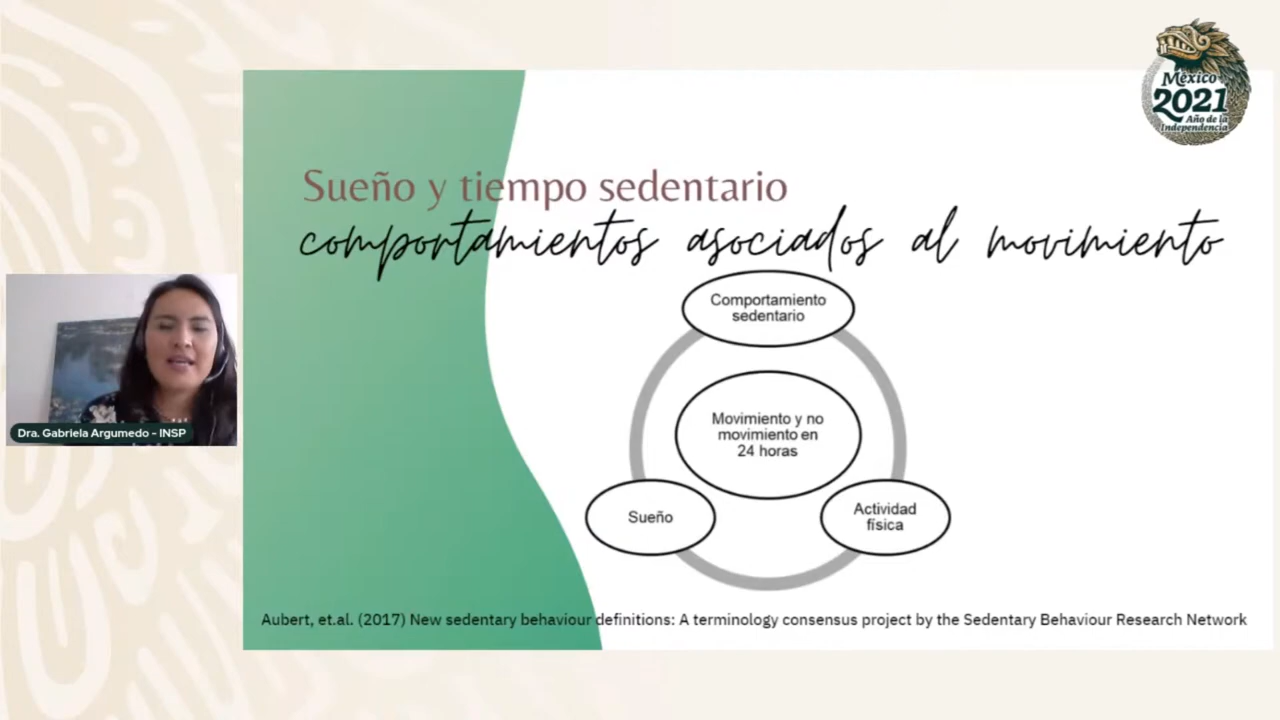 México
2021
Año de la
Independencia
Sueño y tiempo sedentario
comportamientos asociados al movimiento
Comportamiento
sedentario
Movimiento y no
movimiento en
24 horas
Sueño
Actividad
física
Dra. Gabriela Argumedo - INSP
Aubert, et.al. (2017) New sedentary behaviour definitions: A terminology consensus project by the Sedentary Behaviour Research Network